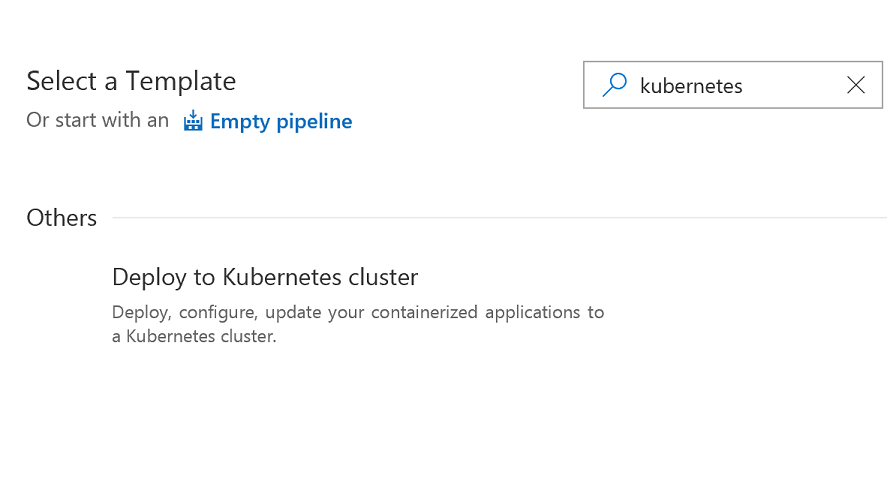 Select a Template
kubernetes
Or start with an Empty pipeline
Others
Deploy to Kubernetes cluster
Deploy, configure, update your containerized applications to
a Kubernetes cluster.